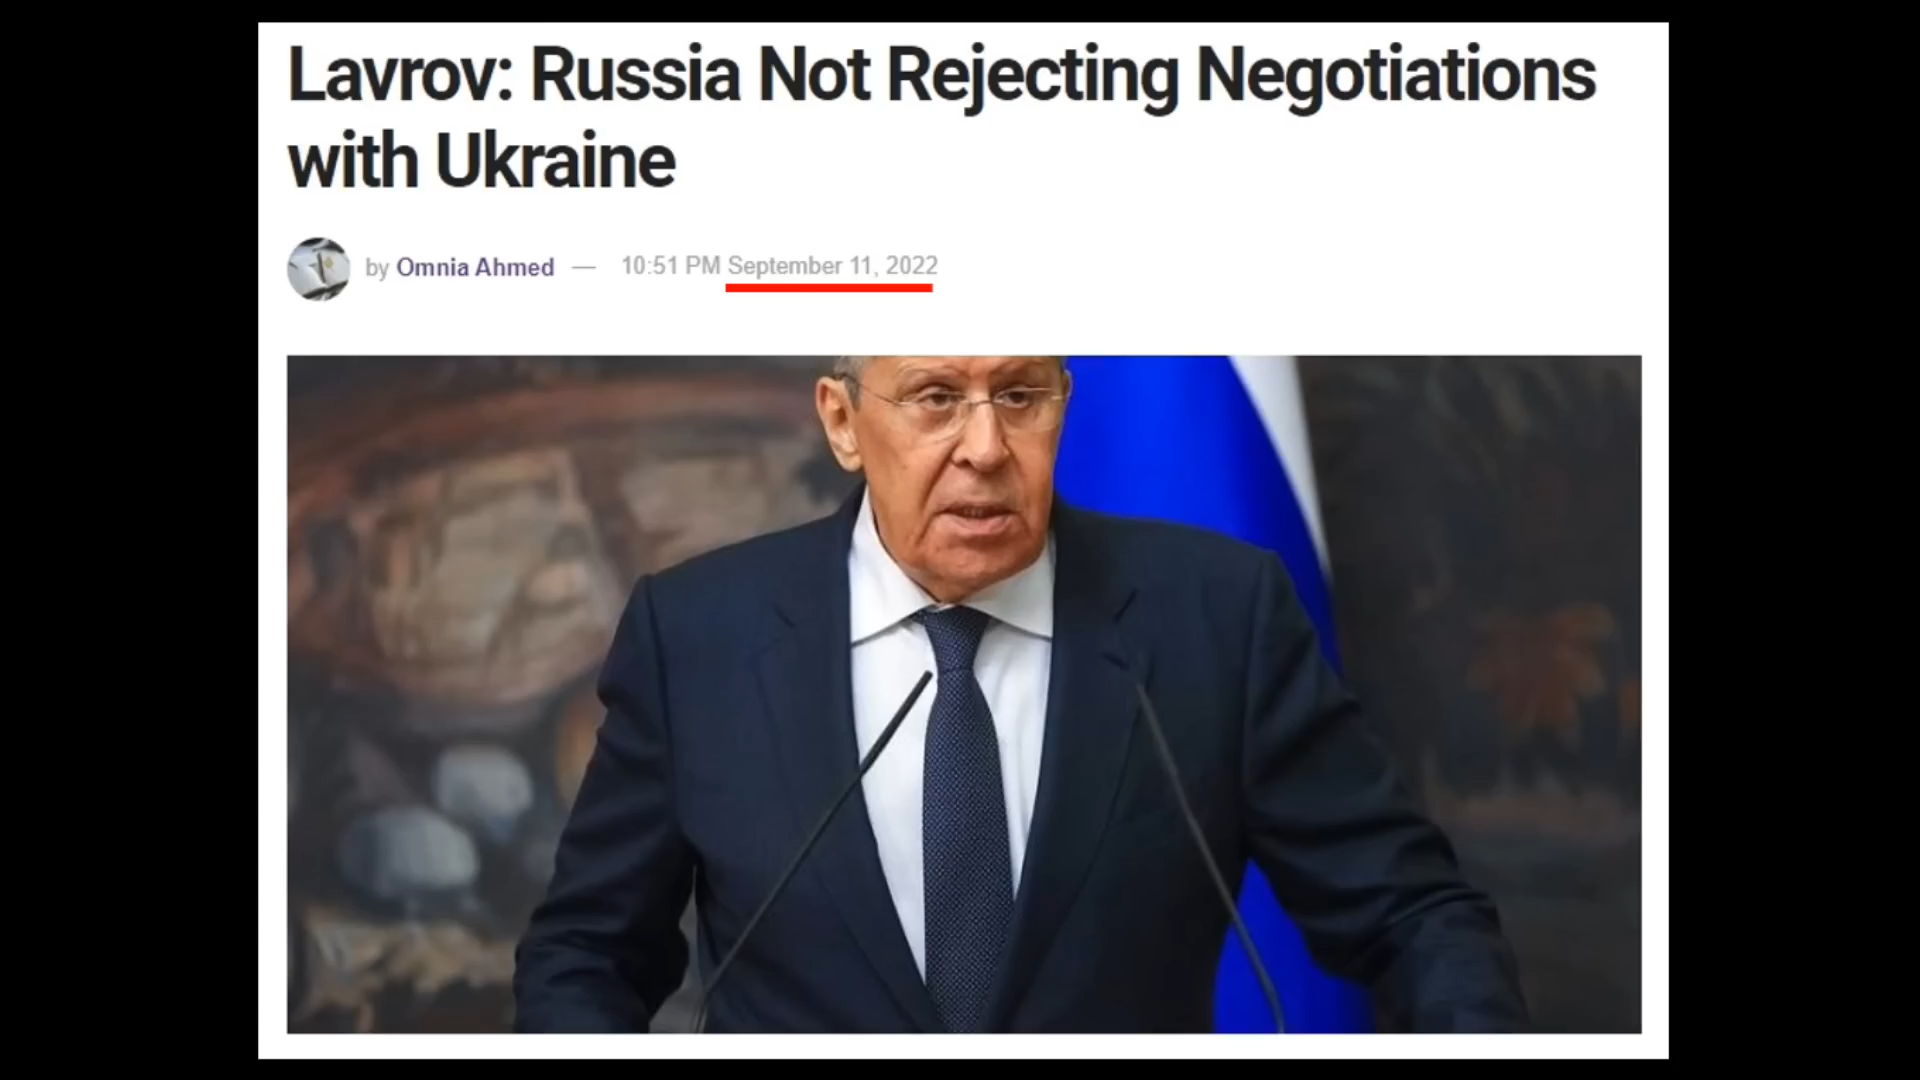 Lavrov: Russia Not Rejecting Negotiations
with Ukraine
by Omnia Ahmed — 10:51 PM September 11, 2022